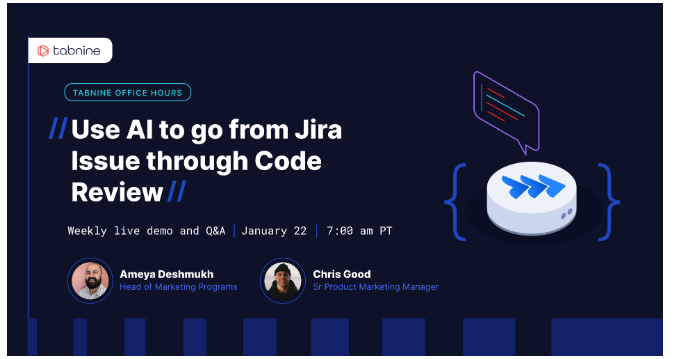 tabnine
TABNINE OFFICE HOURS
// Use AI to go from Jira
Issue through Code
Review //
Weekly live demo and Q&A | January 22 | 7:00 am PT
Ameya Deshmukh
Head of Marketing Programs
Chris Good
Sr Product Marketing Manager